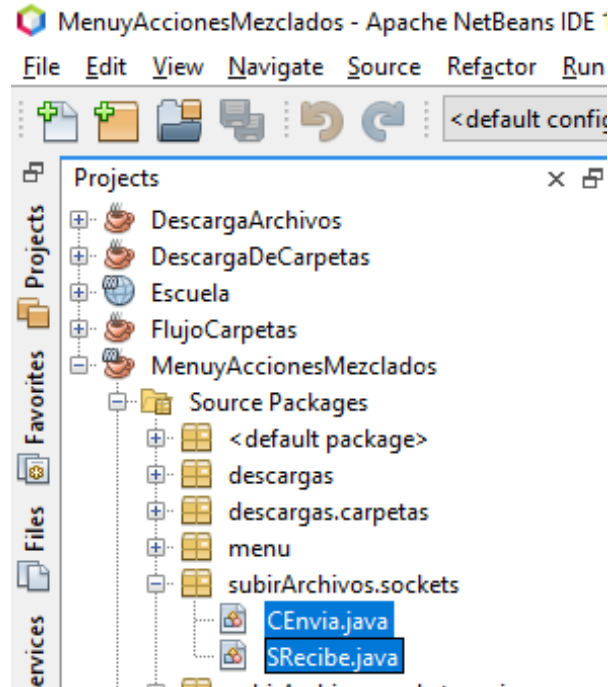 MenuyAccionesMezclados - Apache NetBeans IDE
File Edit View Navigate Source Refactor Run
<default config
Projects
DescargaArchivos
DescargaDeCarpetas
Escuela
FlujoCarpetas
MenuyAccionesMezclados
Source Packages
<default package>
descargas
descargas.carpetas
menu
subirArchivos.sockets
CEnvia.java
SRecibe.java
Projects
Favorites
Files
ervices